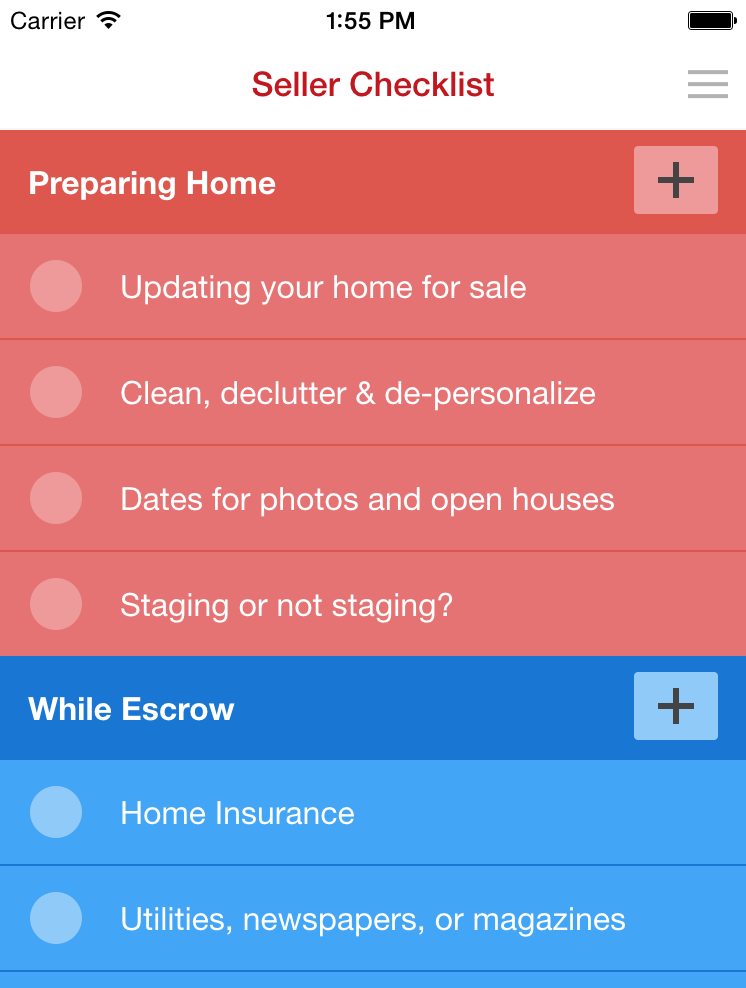 Carrier 1:55 PM
Seller Checklist
Preparing Home
Updating your home for sale
Clean, declutter & de-personalize
Dates for photos and open houses
Staging or not staging?
While Escrow
Home Insurance
Utilities, newspapers, or magazines